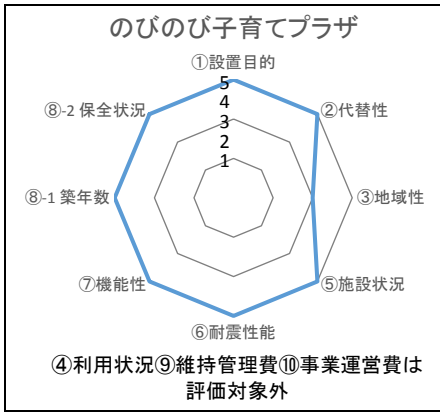 のびのび子育てプラザ
①設置目的
⑧-2 保全状況
5
②代替性
4
3
2
1
⑧-1 築年数
③地域性
⑦機能性
⑤施設状況
⑥耐震性能
④利用状況⑨維持管理費⑩事業運営費は
評価対象外